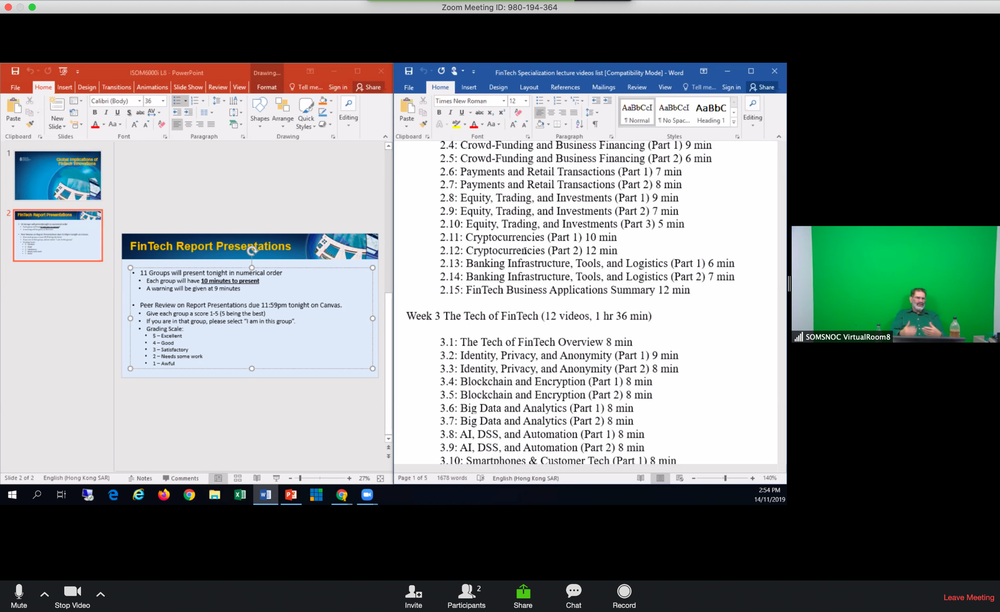 Zoom Meeting ID: 980-194-364
ISOM6000i L8 - PowerPoint
Drawing...
File Home Insert Design Transitions Animations Slide Show Review View Format Tell me... Sign in Share
Calibri (Body) 36
Paste
New Slide
B I U S abc AV
A Aa A A
Shapes Arrange Quick Styles
Editing
Clipboard Slides Font Paragraph Drawing
1
Global Implications of
Fintech Innovations
2
FinTech Report Presentations
FinTech Report Presentations
• 11 Groups will present tonight in numerical order
• Each group will have 10 minutes to present
• A warning will be given at 9 minutes
• Peer Review on Report Presentations due 11:59pm tonight on Canvas.
• Give each group a score 1-5 (5 being the best)
• If you are in that group, please select “I am in this group”.
• Grading Scale:
• 5 – Excellent
• 4 – Good
• 3 – Satisfactory
• 2 – Needs some work
• 1 – Awful
Slide 2 of 2 English (Hong Kong SAR) Notes Comments 27%
FinTech Specialization lecture videos list [Compatibility Mode] - Word
File Home Insert Design Layout References Mailings Review View Tell me... Sign in Share
Times New Roman 12
Paste
B I U abc X₂ X²
A aby A Aa A A
AaBbCcI AaBbCcI AaBbC
¶ Normal ¶ No Spac... Heading 1
Editing
Clipboard Font Paragraph Styles
2.4: Crowd-Funding and Business Financing (Part 1) 9 min
2.5: Crowd-Funding and Business Financing (Part 2) 6 min
2.6: Payments and Retail Transactions (Part 1) 7 min
2.7: Payments and Retail Transactions (Part 2) 8 min
2.8: Equity, Trading, and Investments (Part 1) 9 min
2.9: Equity, Trading, and Investments (Part 2) 7 min
2.10: Equity, Trading, and Investments (Part 3) 5 min
2.11: Cryptocurrencies (Part 1) 10 min
2.12: Cryptocurrencies (Part 2) 12 min
2.13: Banking Infrastructure, Tools, and Logistics (Part 1) 6 min
2.14: Banking Infrastructure, Tools, and Logistics (Part 2) 7 min
2.15: FinTech Business Applications Summary 12 min
Week 3 The Tech of FinTech (12 videos, 1 hr 36 min)
3.1: The Tech of FinTech Overview 8 min
3.2: Identity, Privacy, and Anonymity (Part 1) 9 min
3.3: Identity, Privacy, and Anonymity (Part 2) 8 min
3.4: Blockchain and Encryption (Part 1) 8 min
3.5: Blockchain and Encryption (Part 2) 8 min
3.6: Big Data and Analytics (Part 1) 8 min
3.7: Big Data and Analytics (Part 2) 8 min
3.8: AI, DSS, and Automation (Part 1) 8 min
3.9: AI, DSS, and Automation (Part 2) 8 min
3.10: Smartphones & Customer Tech (Part 1) 8 min
Page 1 of 5 1678 words English (Hong Kong SAR) 140%
2:54 PM
14/11/2019
SOMSNOC VirtualRoom8
Mute Stop Video Invite Participants 2 Share Chat Record Leave Meeting